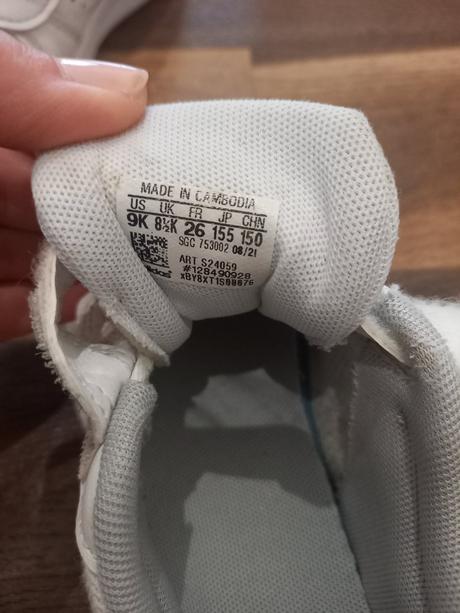 MADE IN CAMBODIA
US UK FR JP CHN
9K 8½K 26 155 150
SGC 753002 08/21
ART S24059
#128490928
adidas xBY8XT1S00076